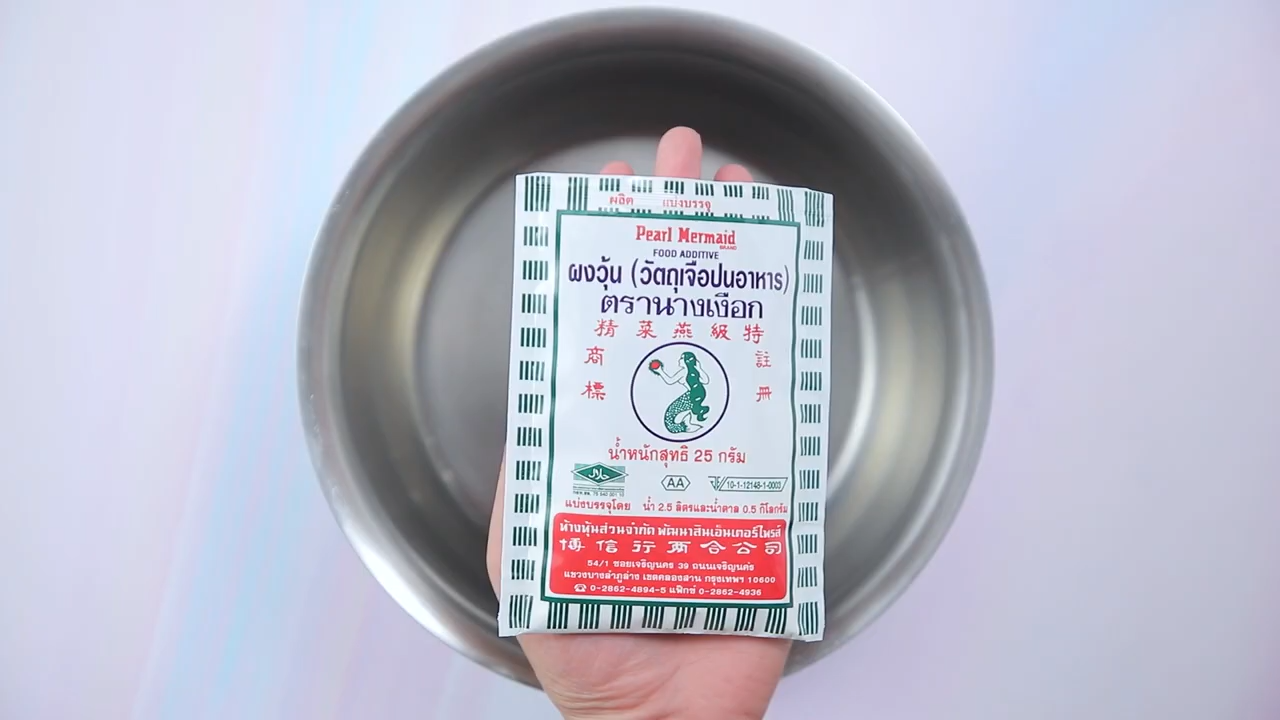 ผลิต แบ่งบรรจุ
Pearl Mermaid
BRAND
FOOD ADDITIVE
ผงวุ้น (วัตถุเจือปนอาหาร)
ตรานางเงือก
精菜燕級特
商 註
標 冊
น้ำหนักสุทธิ 25 กรัม
AA
10-1-12148-1-0003
แบ่งบรรจุโดย น้ำ 2.5 ลิตรและน้ำตาล 0.5 กิโลกรัม
ห้างหุ้นส่วนจำกัด พัฒนาสินเอ็นเตอร์ไพรส์
博信行兩合公司
54/1 ซอยเจริญนคร 39 ถนนเจริญนคร
แขวงบางลำภูล่าง เขตคลองสาน กรุงเทพฯ 10600
☎ 0-2862-4894-5 แฟ็กซ์ 0-2862-4936